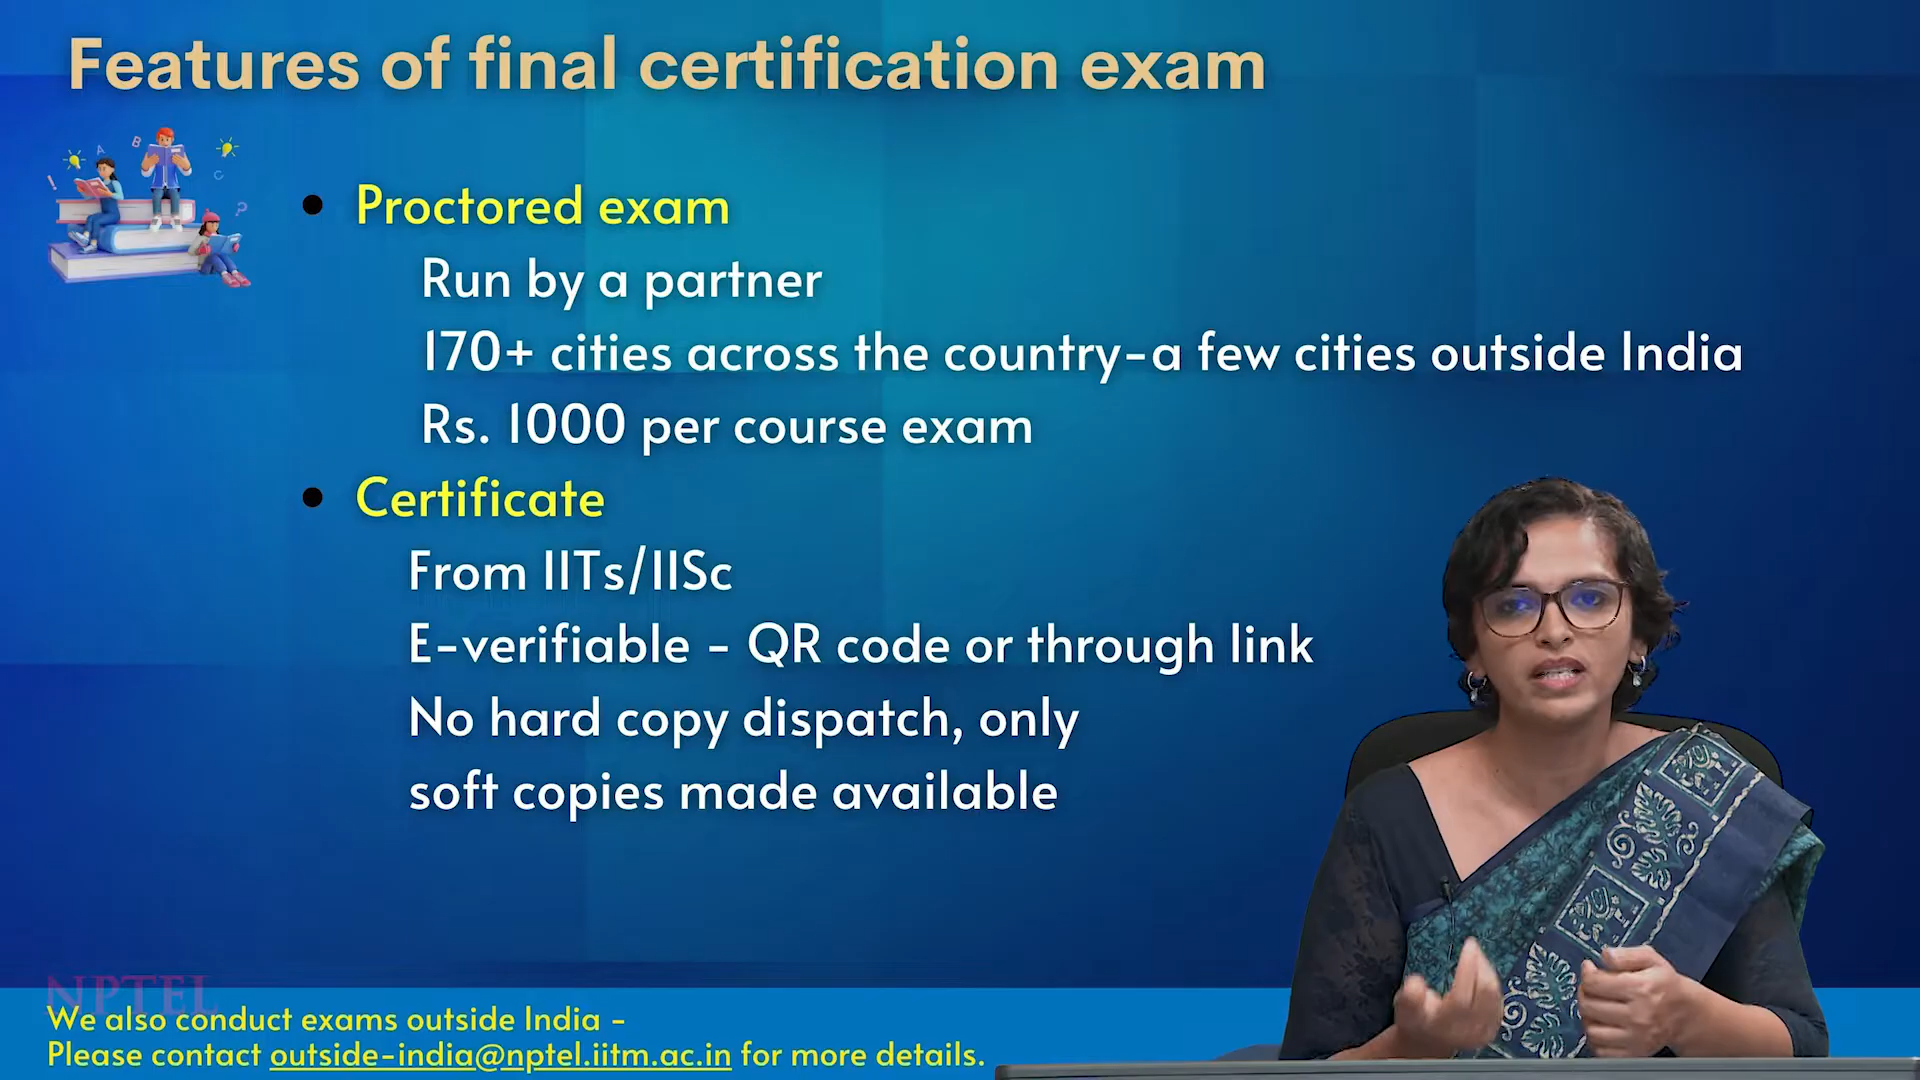 Features of final certification exam
• Proctored exam
Run by a partner
170+ cities across the country-a few cities outside India
Rs. 1000 per course exam
• Certificate
From IITs/IISc
E-verifiable - QR code or through link
No hard copy dispatch, only
soft copies made available
NPTEL
We also conduct exams outside India -
Please contact outside-india@nptel.iitm.ac.in for more details.